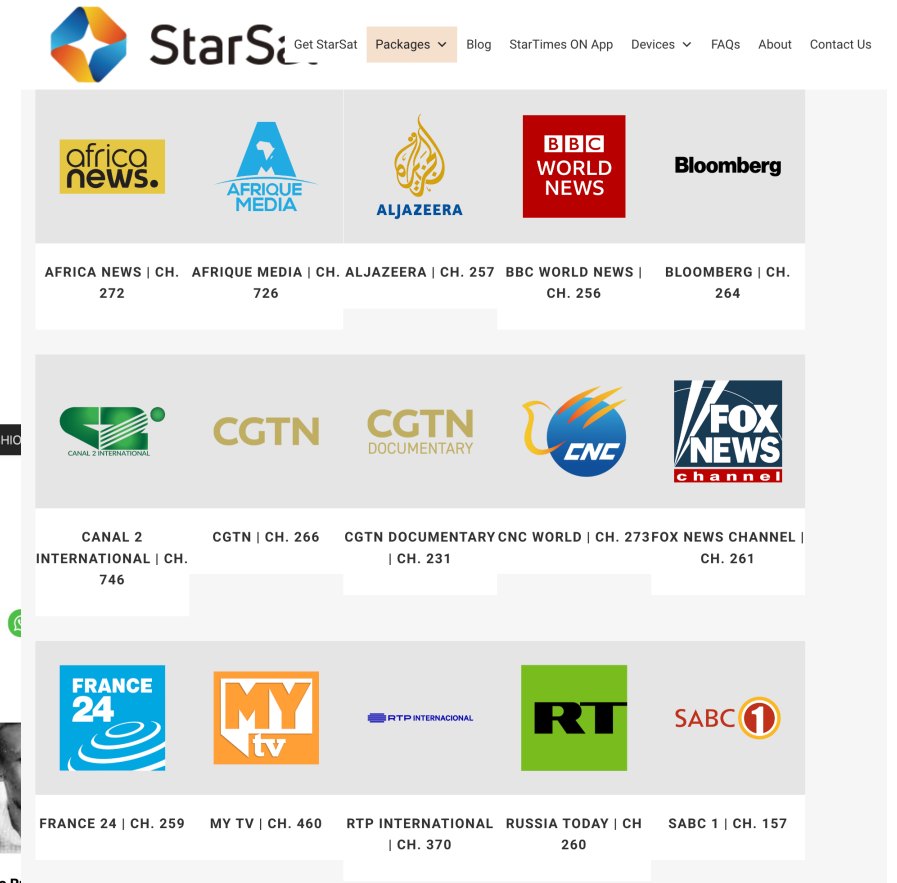 StarSa
Get StarSat
Packages
Blog
StarTimes ON App
Devices
FAQs
About
Contact Us
africa
news.
AFRIQUE
MEDIA
ALJAZEERA
BBC
WORLD
NEWS
Bloomberg
AFRICA NEWS | CH.
272
AFRIQUE MEDIA | CH.
726
ALJAZEERA | CH. 257
BBC WORLD NEWS |
CH. 256
BLOOMBERG | CH.
264
HIO
CANAL 2 INTERNATIONAL
CGTN
CGTN
DOCUMENTARY
CNC
FOX
NEWS
channel
CANAL 2
INTERNATIONAL | CH.
746
CGTN | CH. 266
CGTN DOCUMENTARY
| CH. 231
CNC WORLD | CH. 273
FOX NEWS CHANNEL |
CH. 261
FRANCE
24
MY
tv
RTP INTERNACIONAL
RT
SABC 1
FRANCE 24 | CH. 259
MY TV | CH. 460
RTP INTERNATIONAL
| CH. 370
RUSSIA TODAY | CH
260
SABC 1 | CH. 157